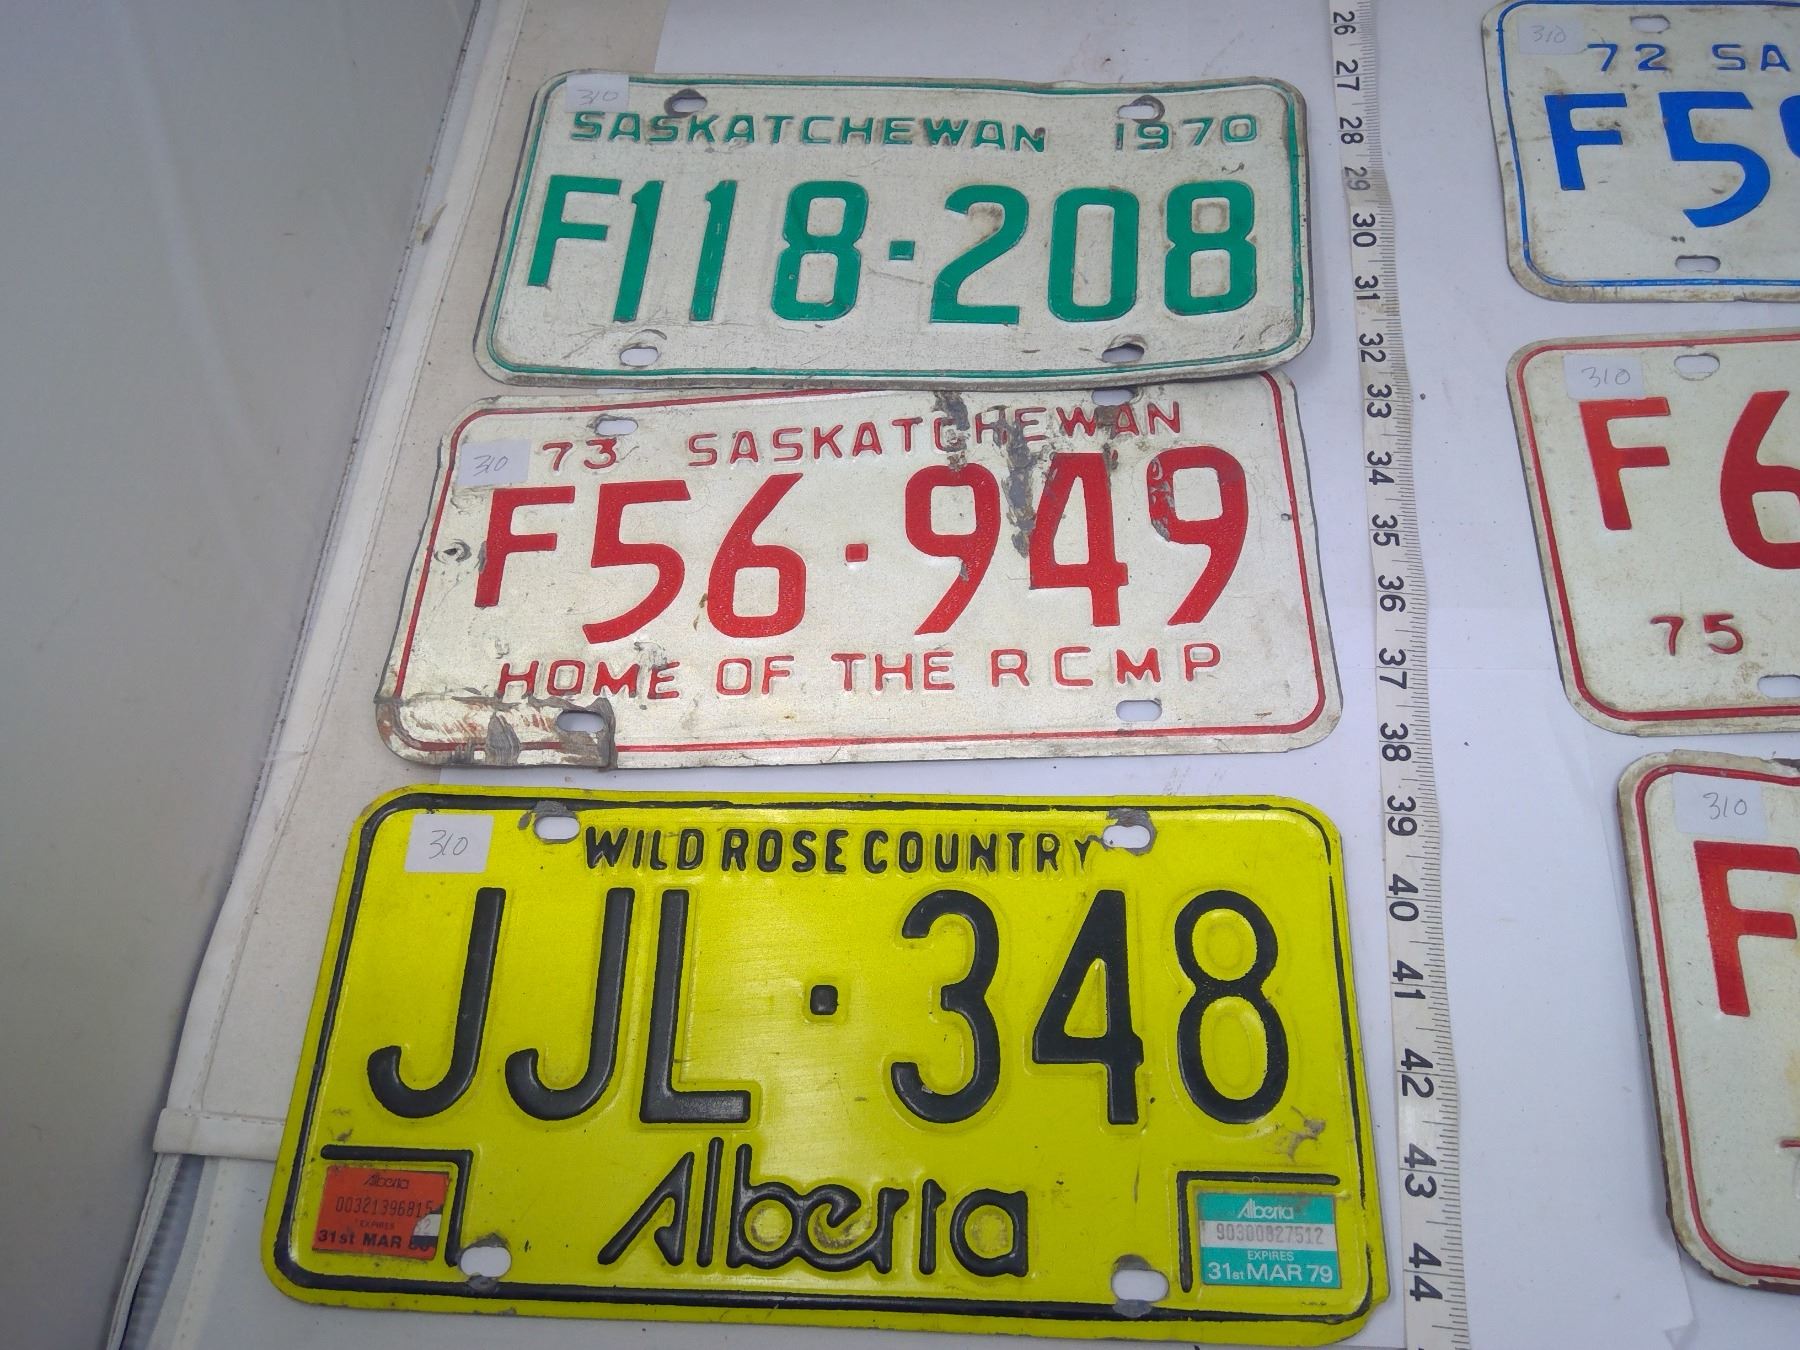 310
SASKATCHEWAN 1970
F118-208
310
73 SASKATCHEWAN
F56·949
HOME OF THE RCMP
310
WILD ROSE COUNTRY
JJL·348
Alberta
Alberta
00321396815
EXPIRES
31st MAR
Alberta
90300827512
EXPIRES
31st MAR 79
26
27
28
29
30
31
32
33
34
35
36
37
38
39
40
41
42
43
44
310
72 SA
F5
310
F6
75
310
F